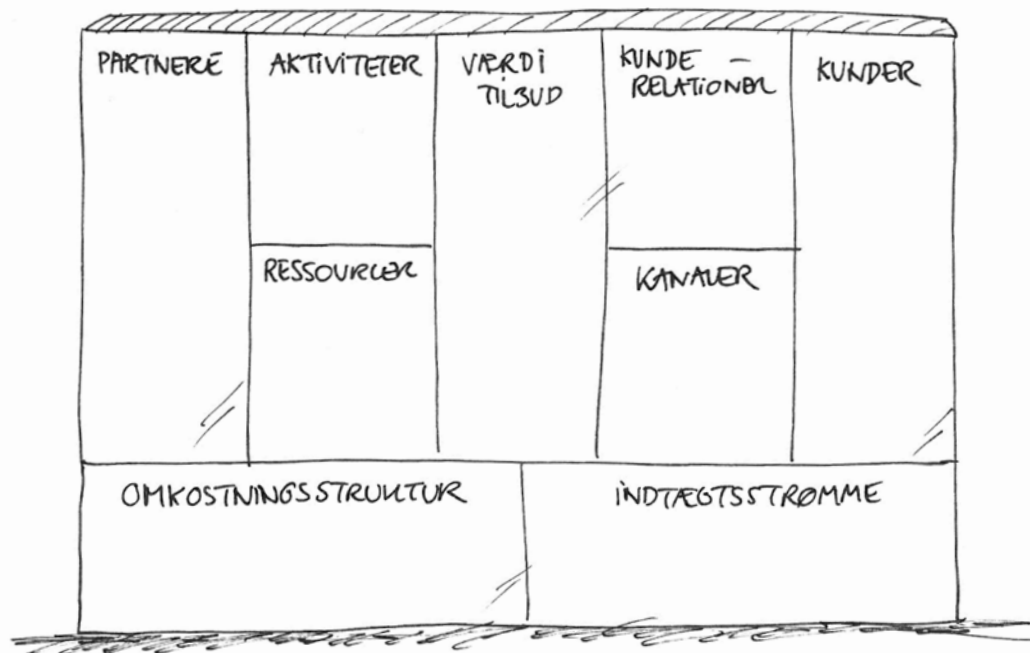 PARTNERE
AKTIVITETER
VÆRDI
TILBUD
KUNDE –
RELATIONER
KUNDER
RESSOURCER
KANALER
OMKOSTNINGSSTRUKTUR
INDTÆGTSSTRØMME